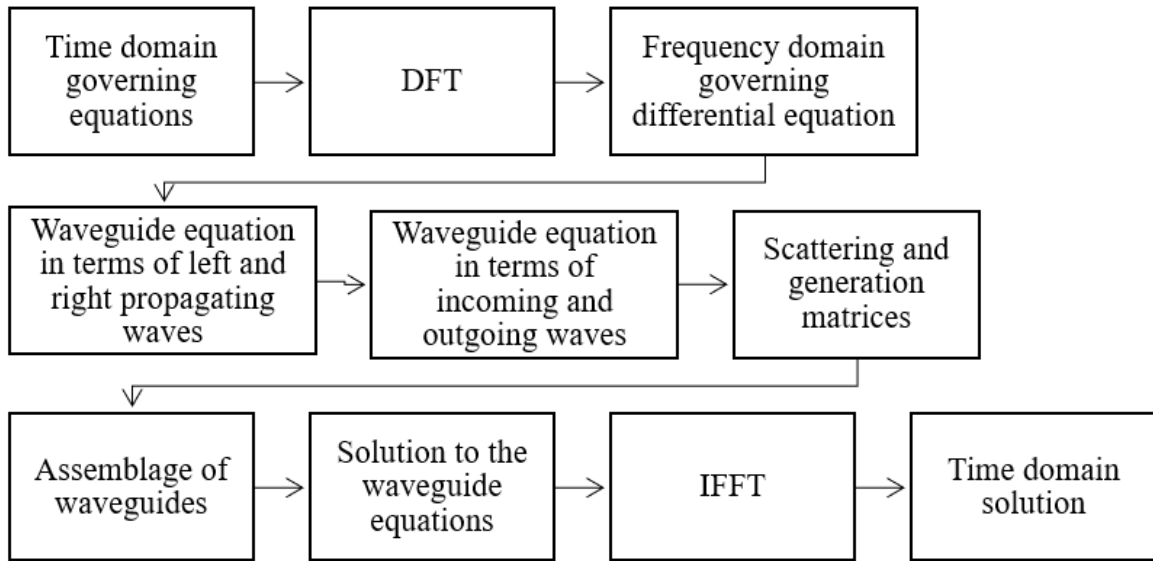 Time domain
governing
equations
DFT
Frequency domain
governing
differential equation
Waveguide equation
in terms of left and
right propagating
waves
Waveguide equation
in terms of
incoming and
outgoing waves
Scattering and
generation
matrices
Assemblage of
waveguides
Solution to the
waveguide
equations
IFFT
Time domain
solution